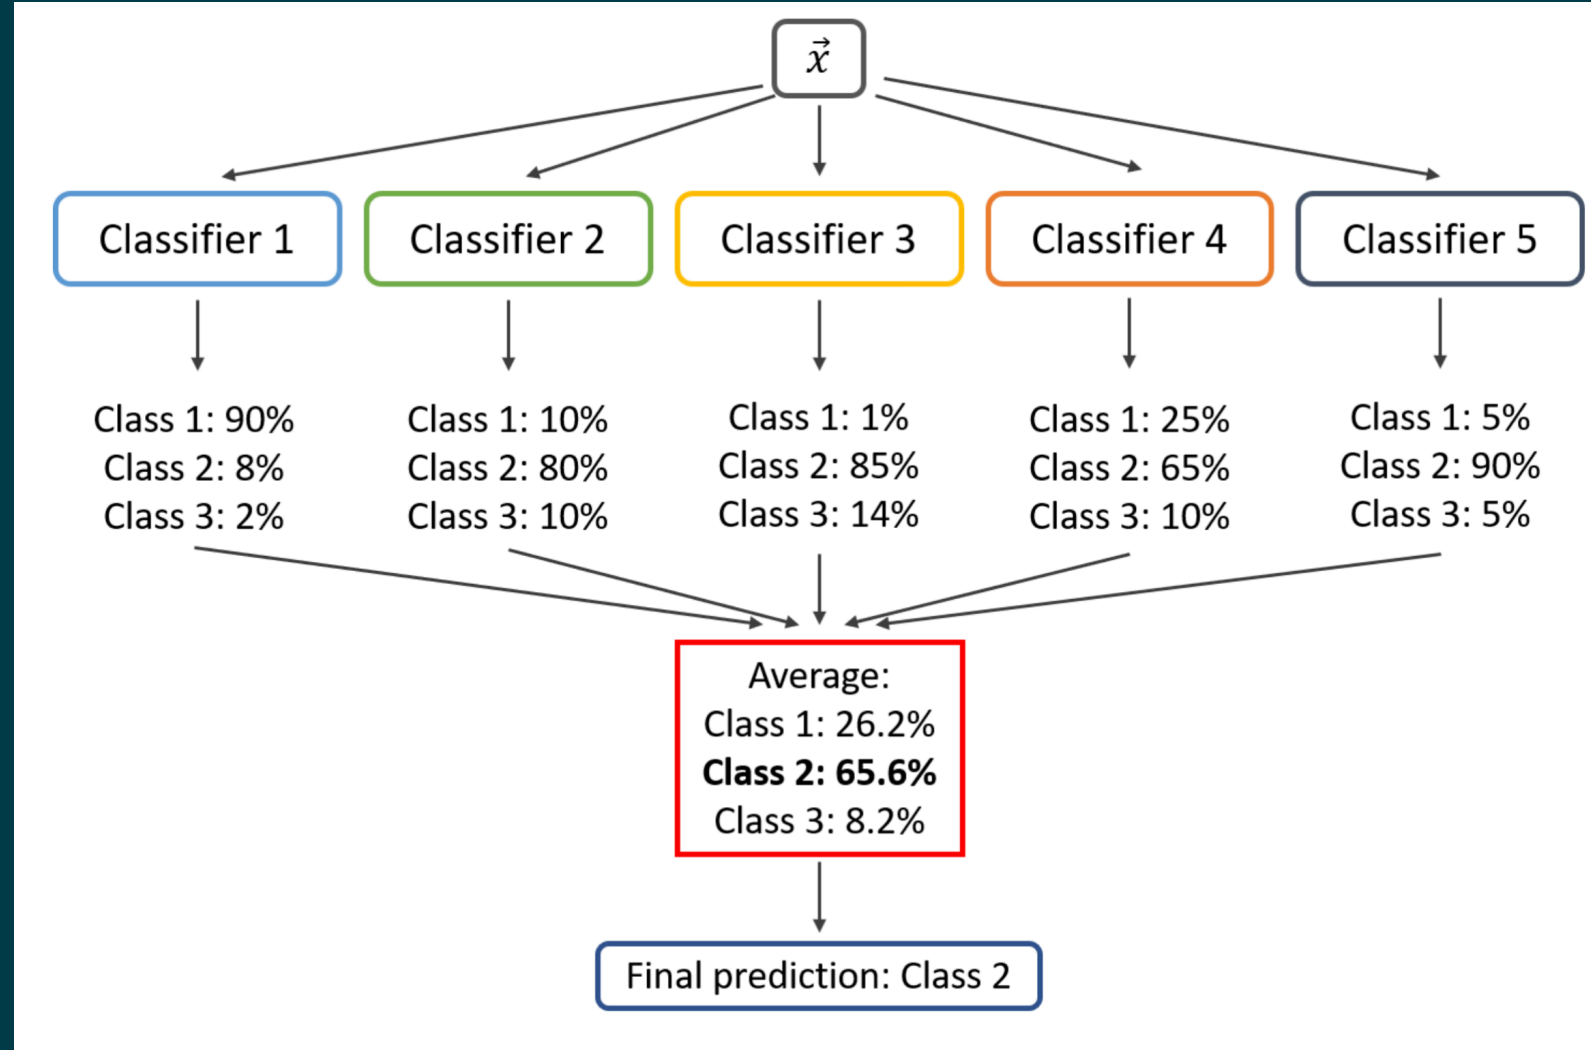 x⃗
Classifier 1
Classifier 2
Classifier 3
Classifier 4
Classifier 5
Class 1: 90%
Class 2: 8%
Class 3: 2%
Class 1: 10%
Class 2: 80%
Class 3: 10%
Class 1: 1%
Class 2: 85%
Class 3: 14%
Class 1: 25%
Class 2: 65%
Class 3: 10%
Class 1: 5%
Class 2: 90%
Class 3: 5%
Average:
Class 1: 26.2%
Class 2: 65.6%
Class 3: 8.2%
Final prediction: Class 2